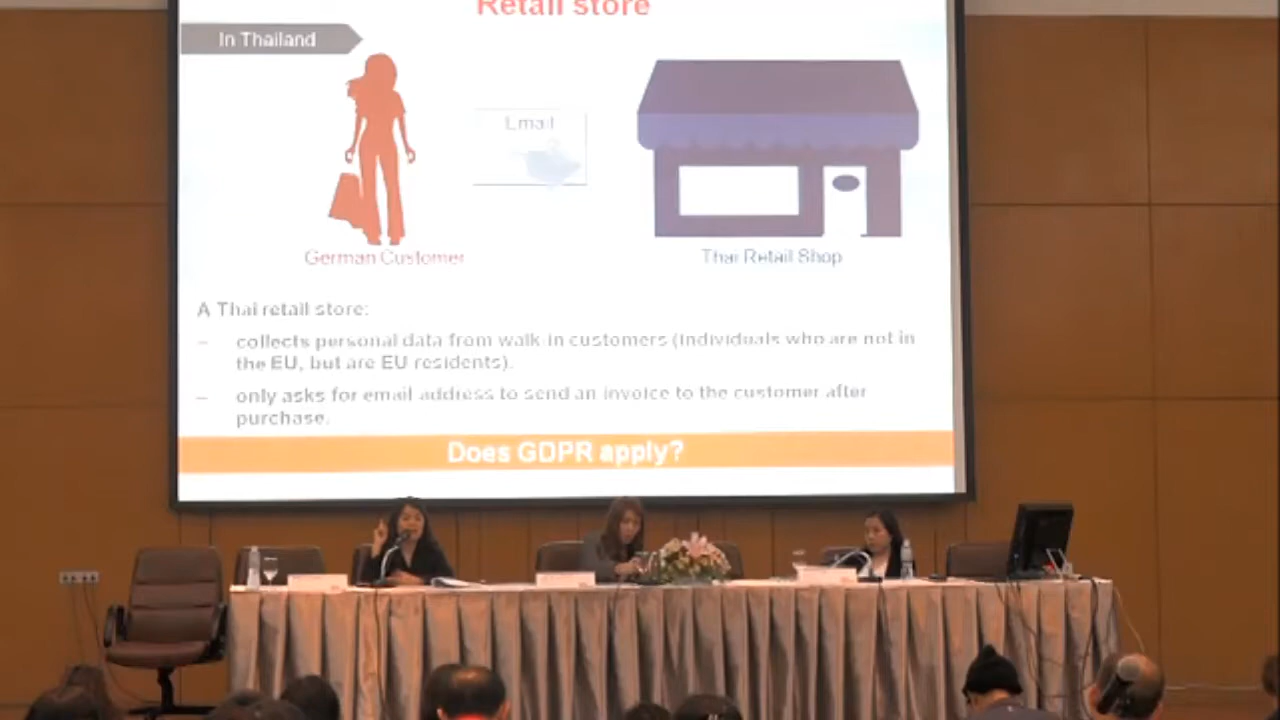 Retail store
In Thailand
Email
German Customer
Thai Retail Shop
A Thai retail store:
– collects personal data from walk-in customers (individuals who are not in
the EU, but are EU residents).
– only asks for email address to send an invoice to the customer after
purchase.
Does GDPR apply?